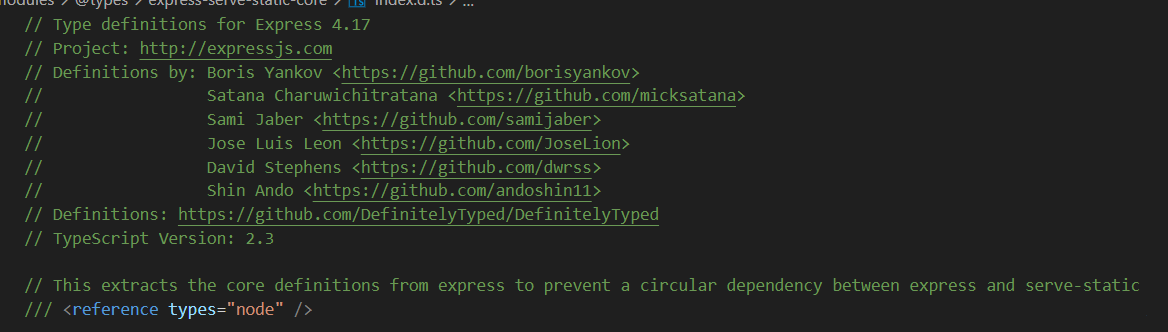 modules > @types > express-serve-static-core > TS index.d.ts > ...
// Type definitions for Express 4.17
// Project: http://expressjs.com
// Definitions by: Boris Yankov <https://github.com/borisyankov>
//                 Satana Charuwichitratana <https://github.com/micksatana>
//                 Sami Jaber <https://github.com/samijaber>
//                 Jose Luis Leon <https://github.com/JoseLion>
//                 David Stephens <https://github.com/dwrss>
//                 Shin Ando <https://github.com/andoshin11>
// Definitions: https://github.com/DefinitelyTyped/DefinitelyTyped
// TypeScript Version: 2.3
// This extracts the core definitions from express to prevent a circular dependency between express and serve-static
/// <reference types="node" />